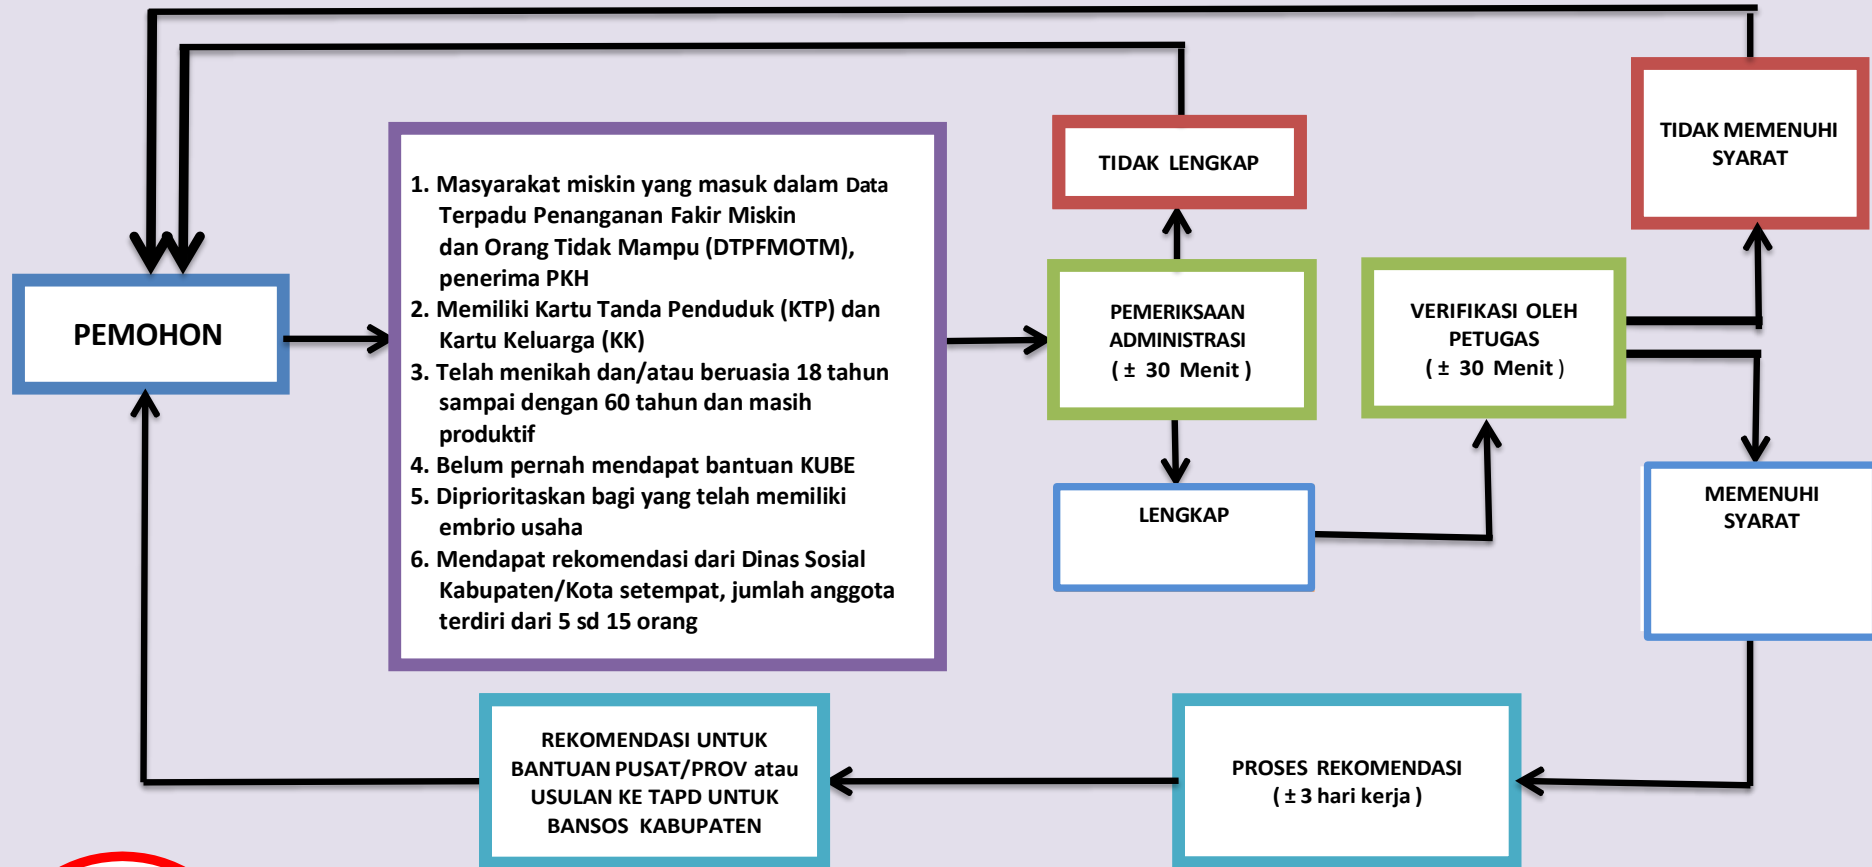 PEMOHON
1. Masyarakat miskin yang masuk dalam Data
Terpadu Penanganan Fakir Miskin
dan Orang Tidak Mampu (DTPFMOTM),
penerima PKH
2. Memiliki Kartu Tanda Penduduk (KTP) dan
Kartu Keluarga (KK)
3. Telah menikah dan/atau beruasia 18 tahun
sampai dengan 60 tahun dan masih
produktif
4. Belum pernah mendapat bantuan KUBE
5. Diprioritaskan bagi yang telah memiliki
embrio usaha
6. Mendapat rekomendasi dari Dinas Sosial
Kabupaten/Kota setempat, jumlah anggota
terdiri dari 5 sd 15 orang
TIDAK LENGKAP
PEMERIKSAAN
ADMINISTRASI
( ± 30 Menit )
LENGKAP
VERIFIKASI OLEH
PETUGAS
( ± 30 Menit )
TIDAK MEMENUHI
SYARAT
MEMENUHI
SYARAT
PROSES REKOMENDASI
( ± 3 hari kerja )
REKOMENDASI UNTUK
BANTUAN PUSAT/PROV atau
USULAN KE TAPD UNTUK
BANSOS KABUPATEN